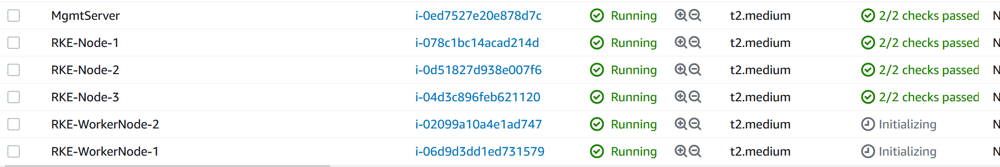 MgmtServer i-0ed7527e20e878d7c Running t2.medium 2/2 checks passed N
RKE-Node-1 i-078c1bc14acad214d Running t2.medium 2/2 checks passed N
RKE-Node-2 i-0d51827d938e007f6 Running t2.medium 2/2 checks passed N
RKE-Node-3 i-04d3c896feb621120 Running t2.medium 2/2 checks passed N
RKE-WorkerNode-2 i-02099a10a4e1ad747 Running t2.medium Initializing N
RKE-WorkerNode-1 i-06d9d3dd1ed731579 Running t2.medium Initializing N